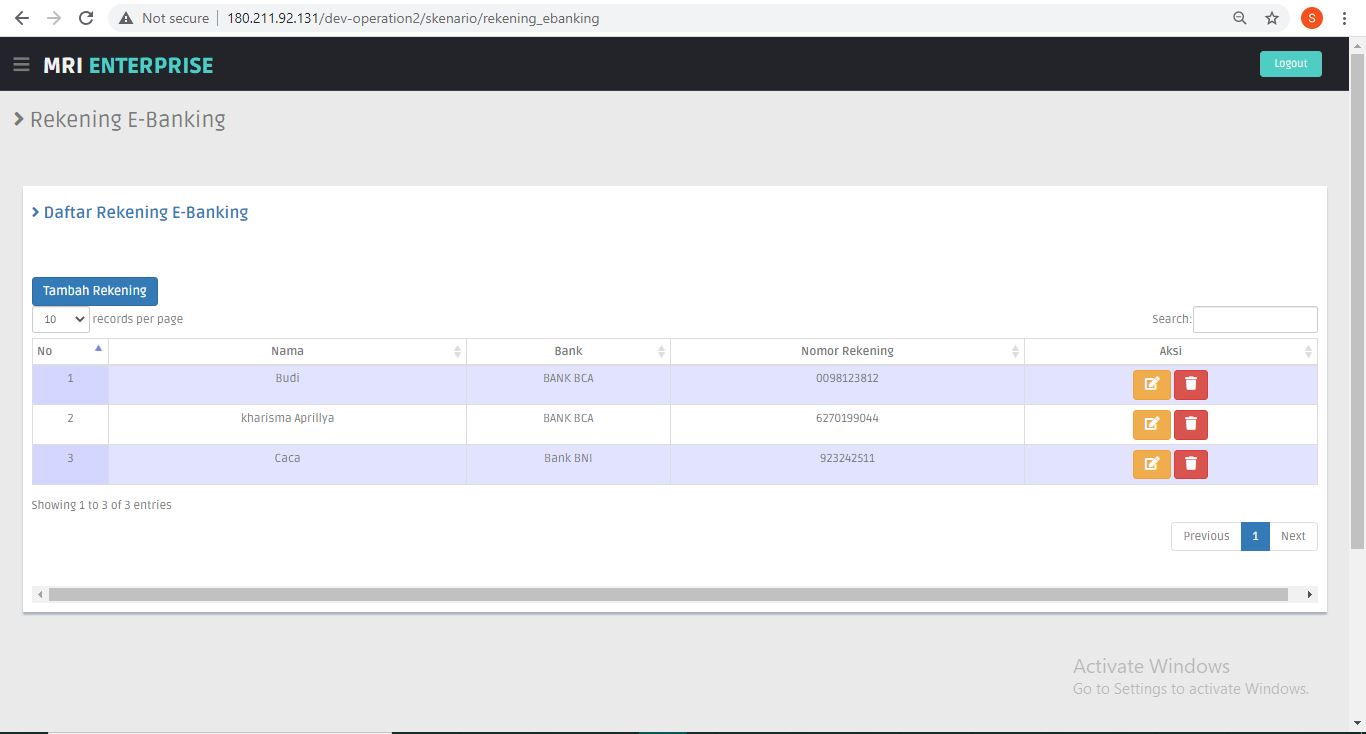 Not secure | 180.211.92.131/dev-operation2/skenario/rekening_ebanking
S
MRI ENTERPRISE
Logout
Rekening E-Banking
Daftar Rekening E-Banking
Tambah Rekening
10 records per page
Search:
No Nama Bank Nomor Rekening Aksi
1 Budi BANK BCA 0098123812
2 kharisma Aprillya BANK BCA 6270199044
3 Caca Bank BNI 923242511
Showing 1 to 3 of 3 entries
Previous 1 Next
Activate Windows
Go to Settings to activate Windows.